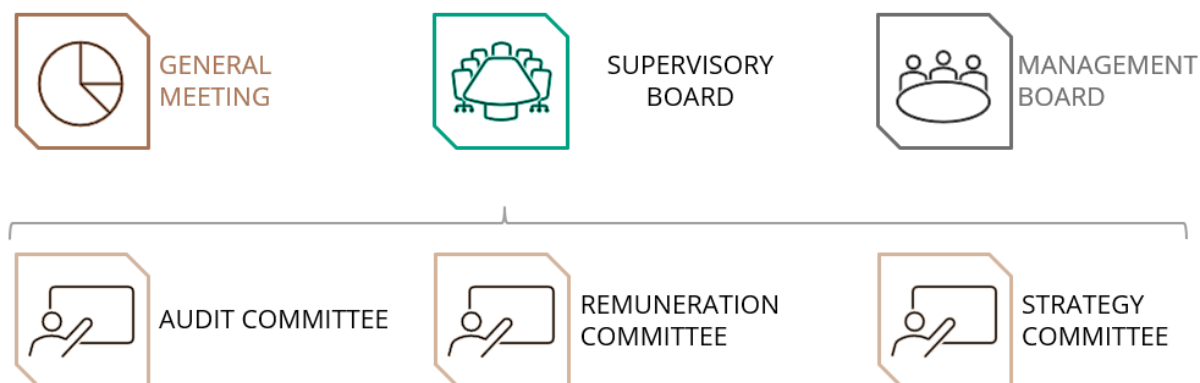 GENERAL
MEETING
SUPERVISORY
BOARD
MANAGEMENT
BOARD
AUDIT COMMITTEE
REMUNERATION
COMMITTEE
STRATEGY
COMMITTEE